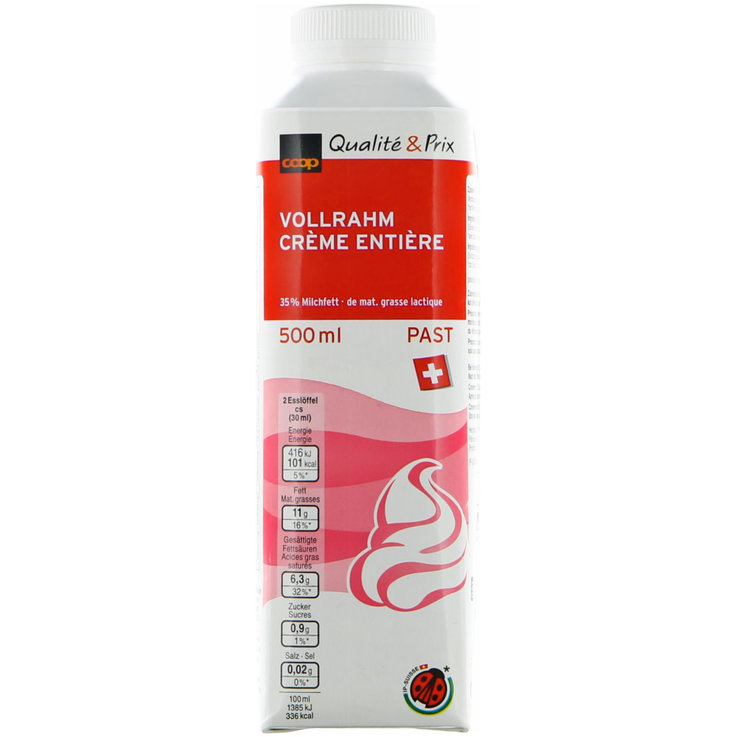 coop
Qualité & Prix
VOLLRAHM
CRÈME ENTIÈRE
35% Milchfett · de mat. grasse lactique
500 ml PAST
2 Esslöffel
cs
(30 ml)
Energie
Énergie
416 kJ
101 kcal
5%*
Fett
Mat. grasses
11 g
16%*
Gesättigte
Fettsäuren
Acides gras
saturés
6,3 g
32%*
Zucker
Sucres
0,9 g
1%*
Salz · Sel
0,02 g
0%*
100 ml
1385 kJ
336 kcal
IP-SUISSE
*